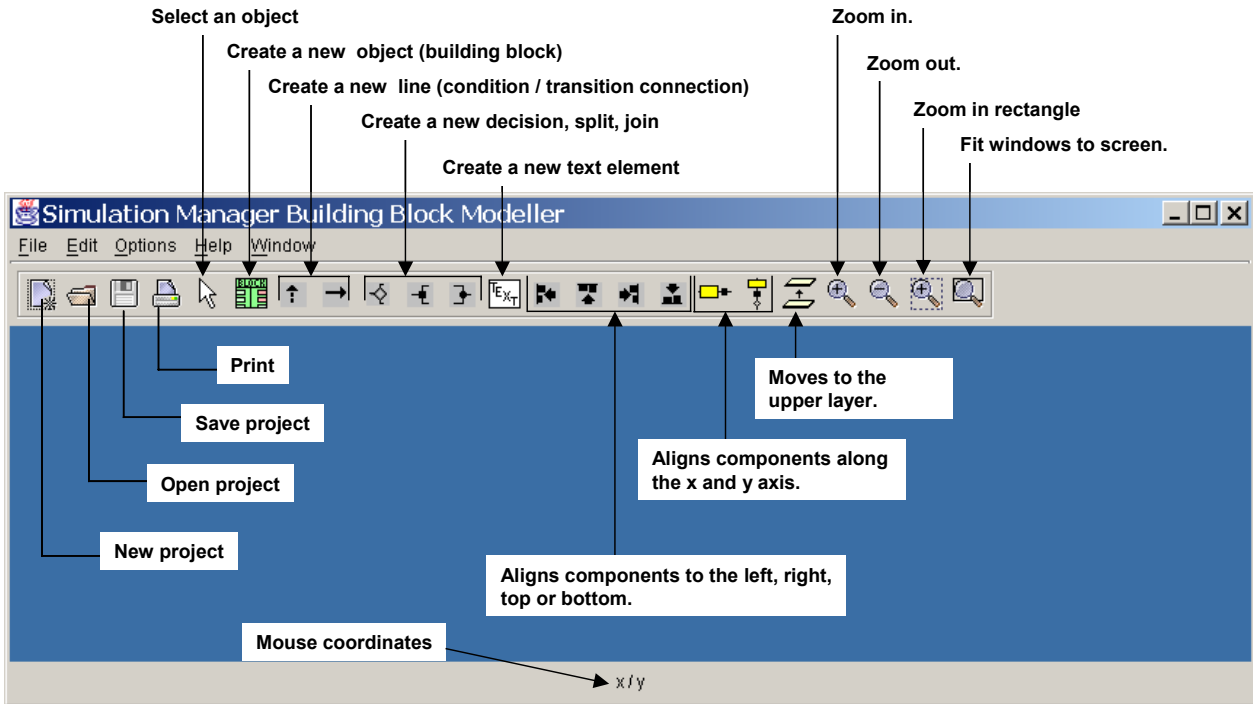 Select an object
Zoom in.
Create a new object (building block)
Zoom out.
Create a new line (condition / transition connection)
Zoom in rectangle
Create a new decision, split, join
Fit windows to screen.
Create a new text element
Simulation Manager Building Block Modeller
File Edit Options Help Window
BLOCK
TEXT
Print
Moves to the
upper layer.
Save project
Aligns components along
the x and y axis.
Open project
New project
Aligns components to the left, right,
top or bottom.
Mouse coordinates
x / y